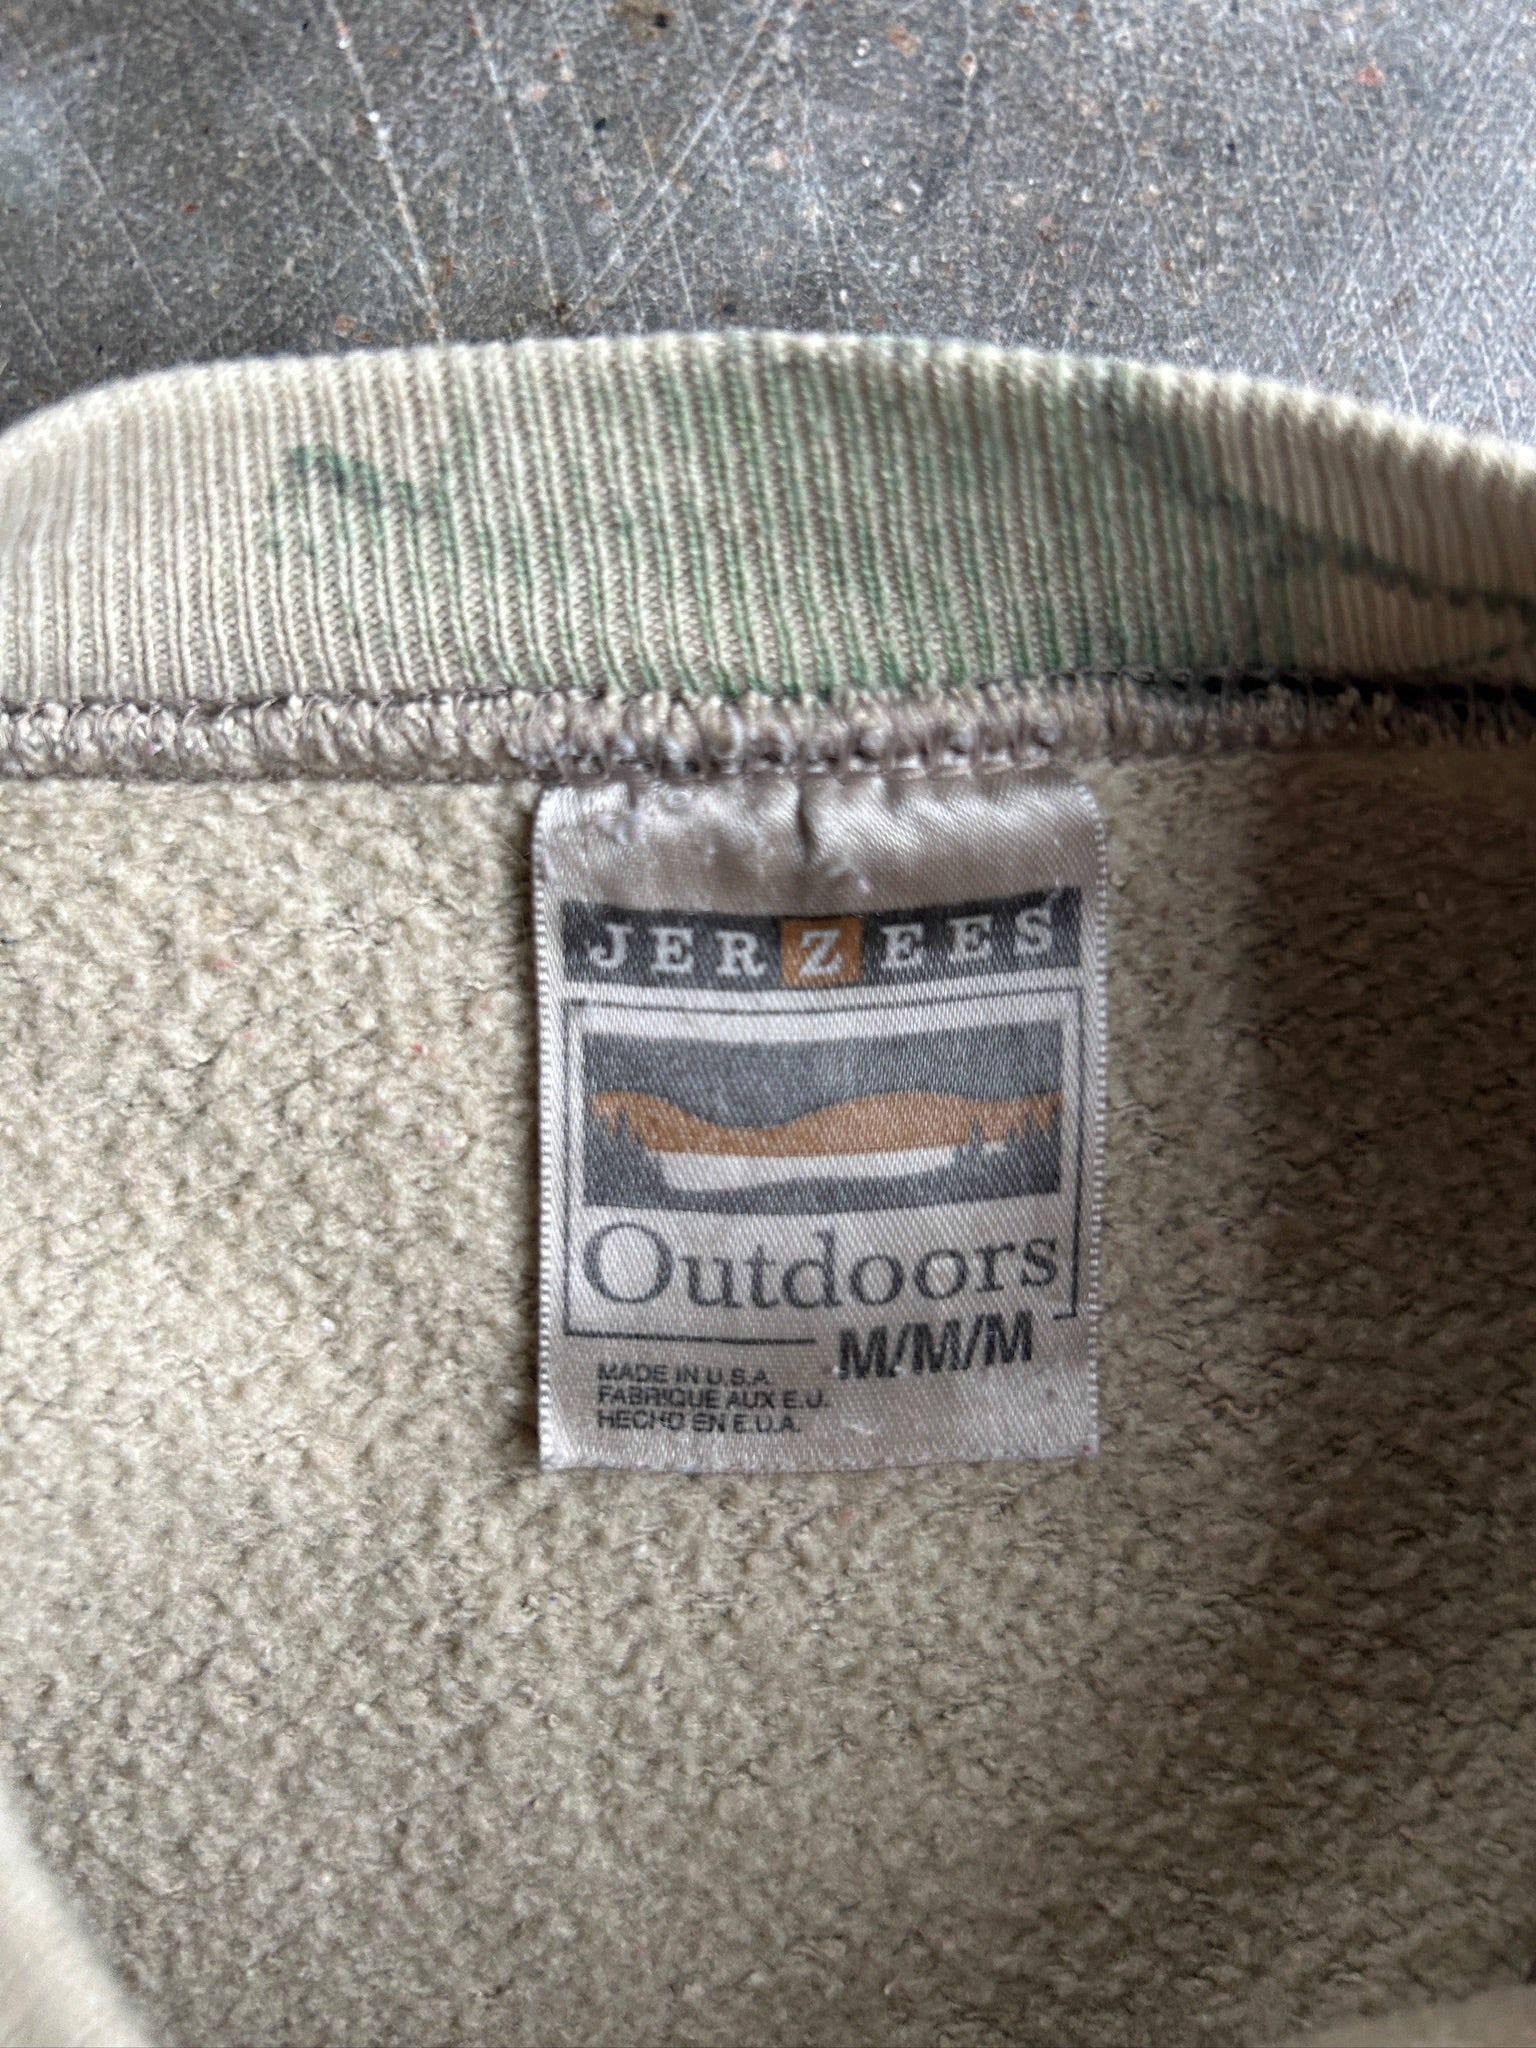 JERZEES
Outdoors
M/M/M
MADE IN U.S.A.
FABRIQUE AUX E.U.
HECHO EN E.U.A.